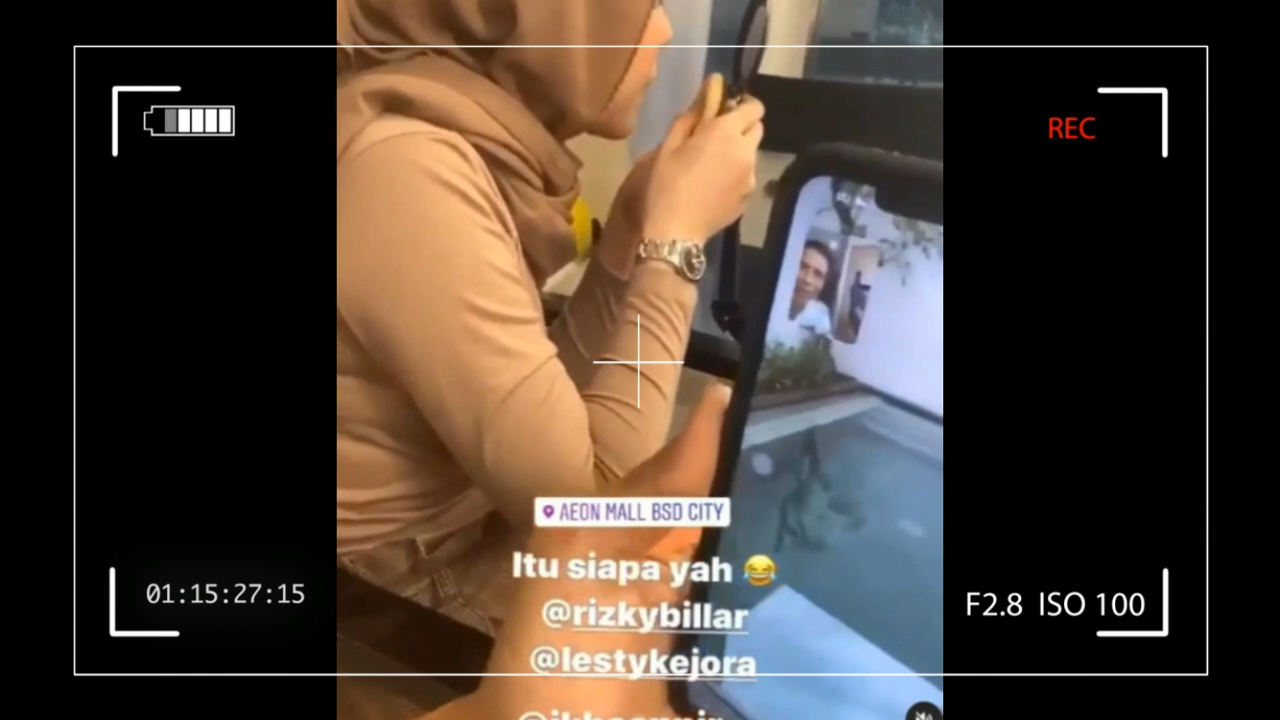 REC
AEON MALL BSD CITY
Itu siapa yah 😂
@rizkybillar
@lestykejora
01:15:27:15
F2.8 ISO 100